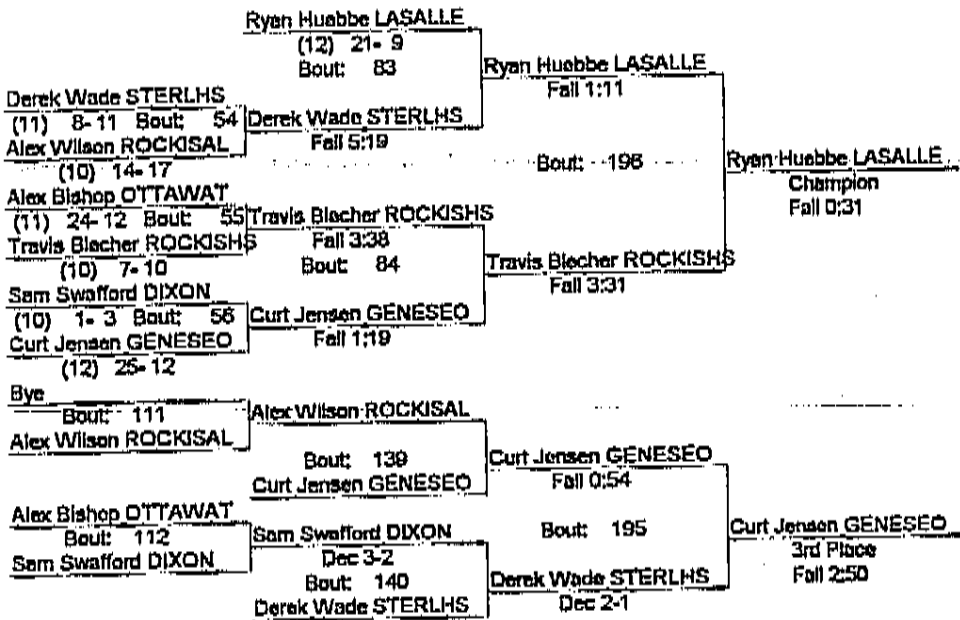 Ryan Huebbe LASALLE
(12) 21- 9
Bout: 83
Ryan Huebbe LASALLE
Fall 1:11
Derek Wade STERLHS
(11) 8- 11 Bout: 54
Derek Wade STERLHS
Fall 5:19
Alex Wilson ROCKISAL
(10) 14- 17
Bout: 196
Ryan Huebbe LASALLE
Champion
Fall 0:31
Alex Bishop OTTAWAT
(11) 24- 12 Bout: 55
Travis Blecher ROCKISHS
Fall 3:38
Travis Blecher ROCKISHS
(10) 7- 10
Bout: 84
Travis Blecher ROCKISHS
Fall 3:31
Sam Swafford DIXON
(10) 1- 3 Bout: 56
Curt Jensen GENESEO
Fall 1:19
Curt Jensen GENESEO
(12) 25- 12
Bye
Bout: 111
Alex Wilson ROCKISAL
Alex Wilson ROCKISAL
Bout: 139
Curt Jensen GENESEO
Fall 0:54
Curt Jensen GENESEO
Alex Bishop OTTAWAT
Bout: 112
Sam Swafford DIXON
Dec 3-2
Sam Swafford DIXON
Bout: 195
Curt Jensen GENESEO
3rd Place
Fall 2:50
Bout: 140
Derek Wade STERLHS
Dec 2-1
Derek Wade STERLHS